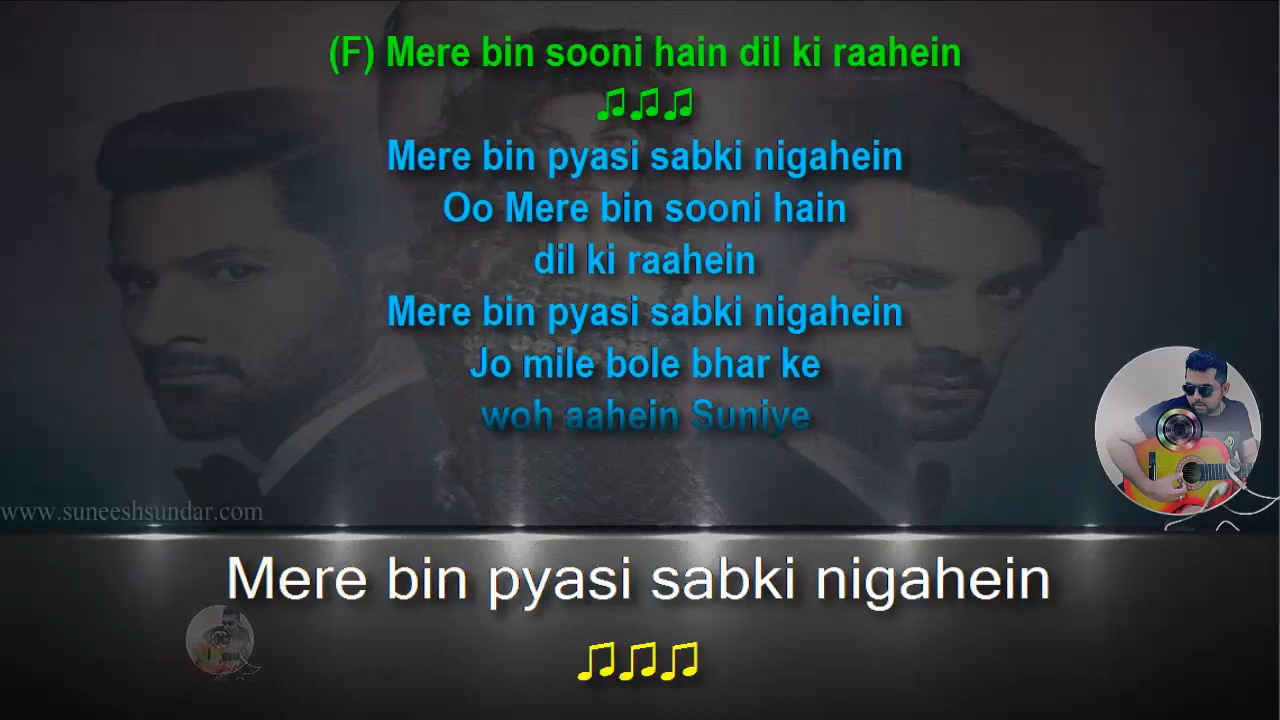 (F) Mere bin sooni hain dil ki raahein
♫♫♫
Mere bin pyasi sabki nigahein
Oo Mere bin sooni hain
dil ki raahein
Mere bin pyasi sabki nigahein
Jo mile bole bhar ke
woh aahein Suniye
www.suneeshsundar.com
Mere bin pyasi sabki nigahein
♫♫♫